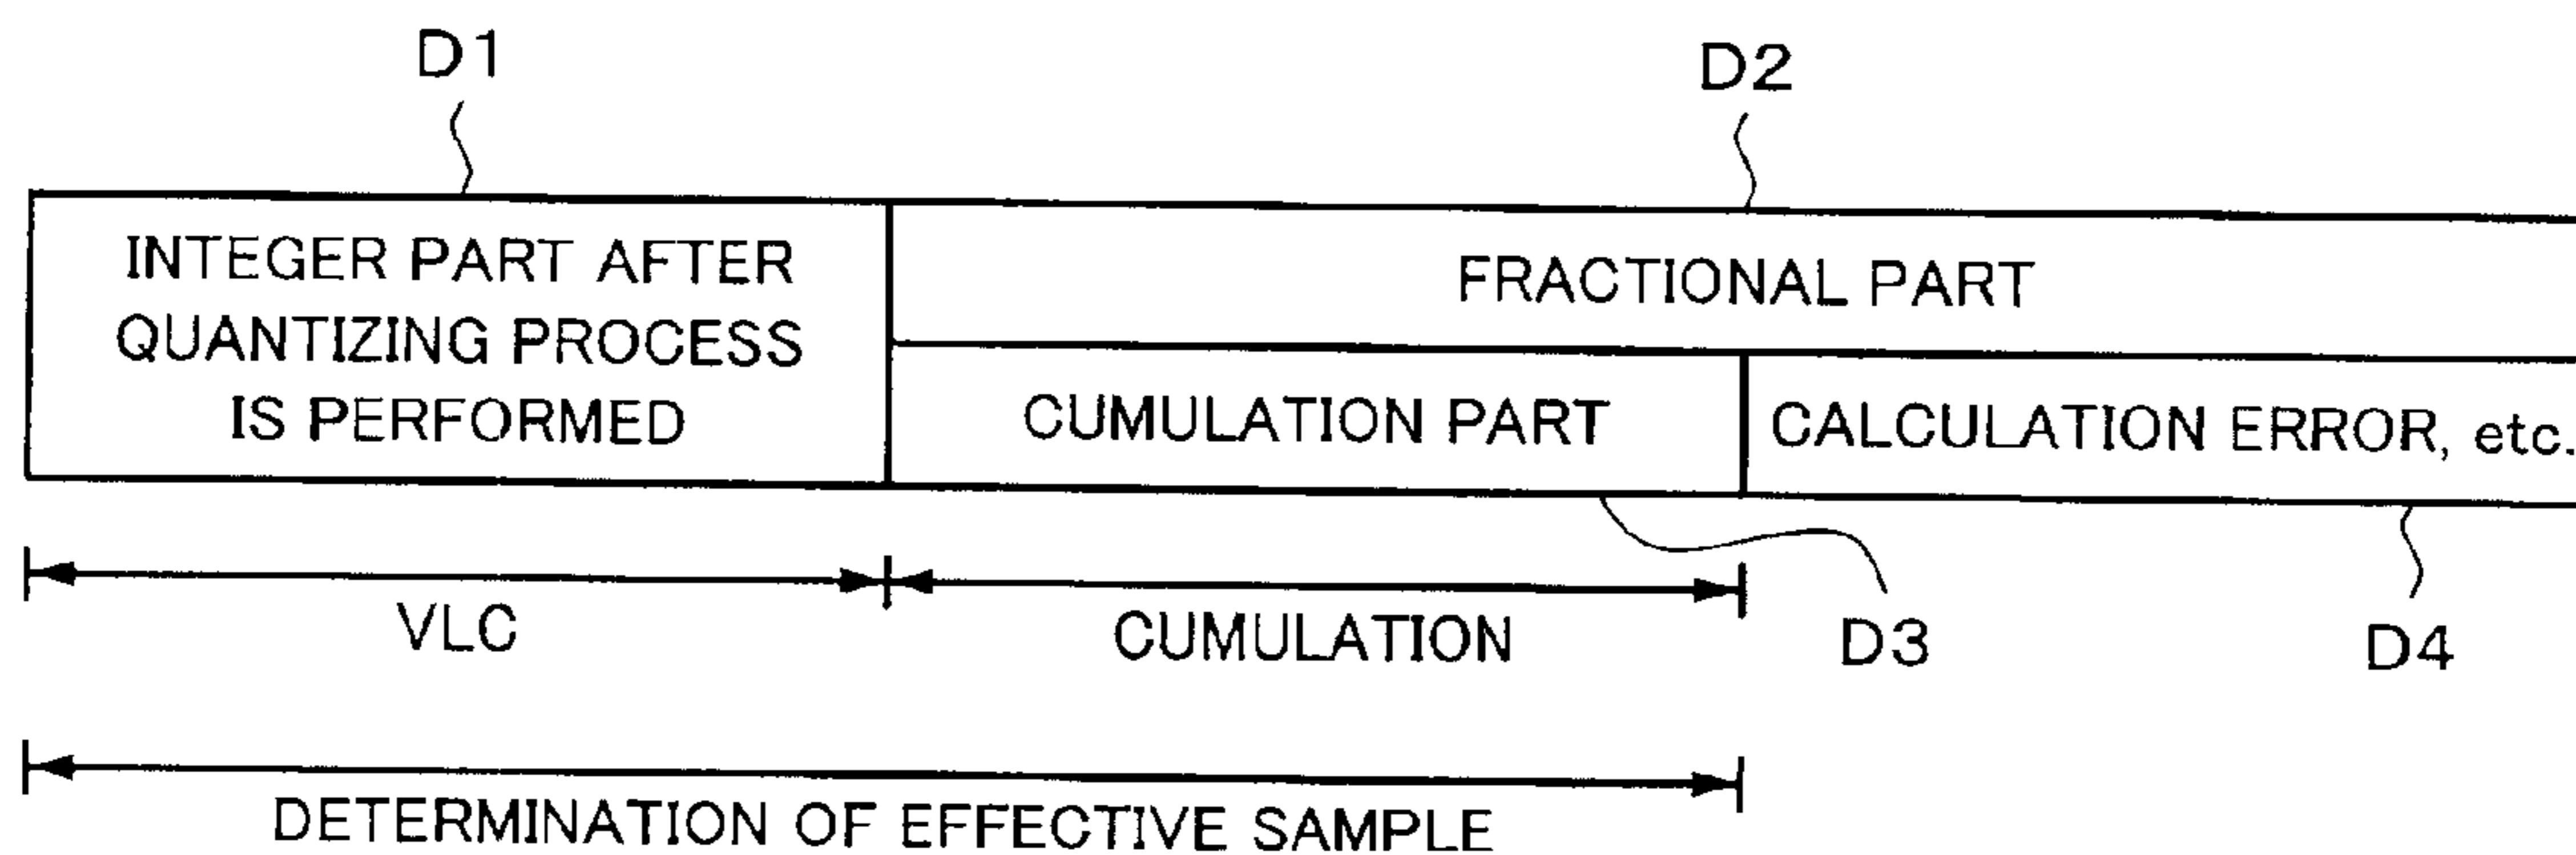 D1
D2
INTEGER PART AFTER
QUANTIZING PROCESS
IS PERFORMED
FRACTIONAL PART
CUMULATION PART
CALCULATION ERROR, etc.
VLC
CUMULATION
D3
D4
DETERMINATION OF EFFECTIVE SAMPLE